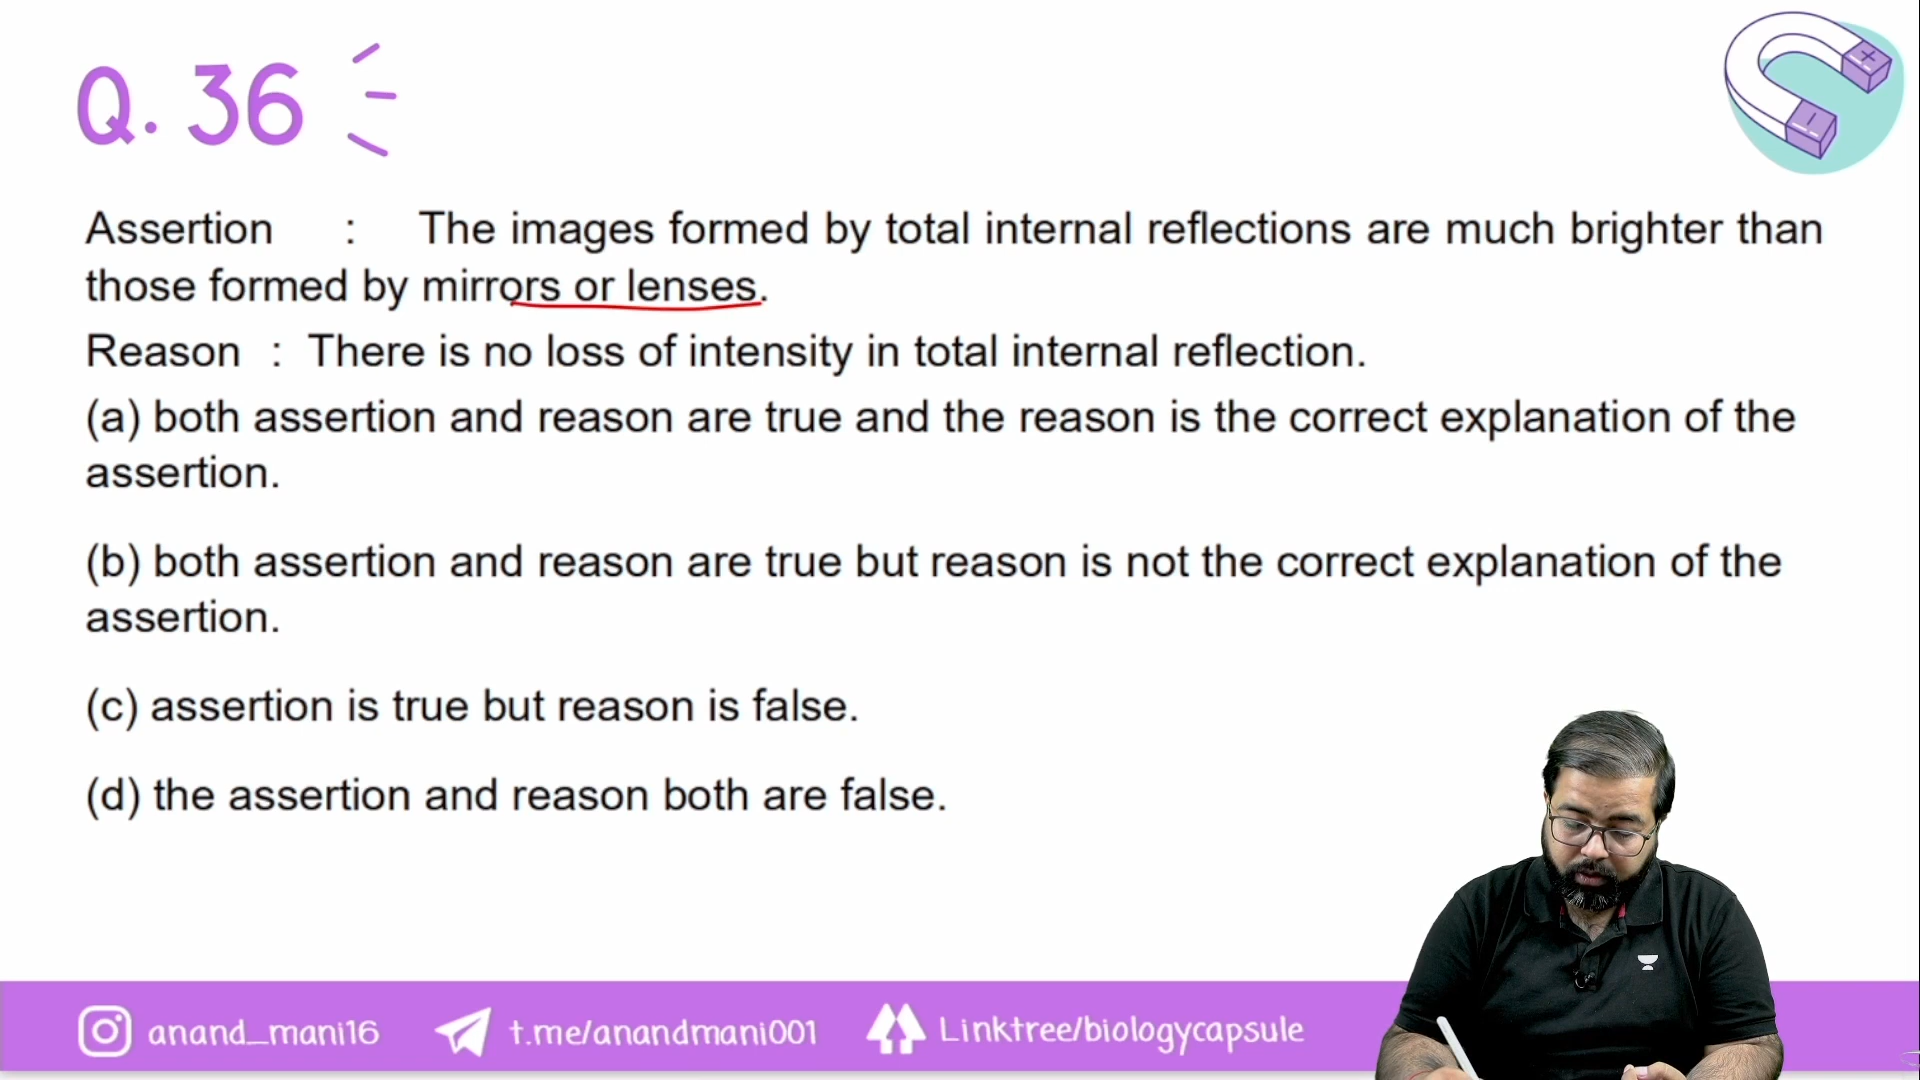 Q. 36
Assertion : The images formed by total internal reflections are much brighter than
those formed by mirrors or lenses.
Reason : There is no loss of intensity in total internal reflection.
(a) both assertion and reason are true and the reason is the correct explanation of the
assertion.
(b) both assertion and reason are true but reason is not the correct explanation of the
assertion.
(c) assertion is true but reason is false.
(d) the assertion and reason both are false.
anand_mani16 t.me/anandmani001 Linktree/biologycapsule